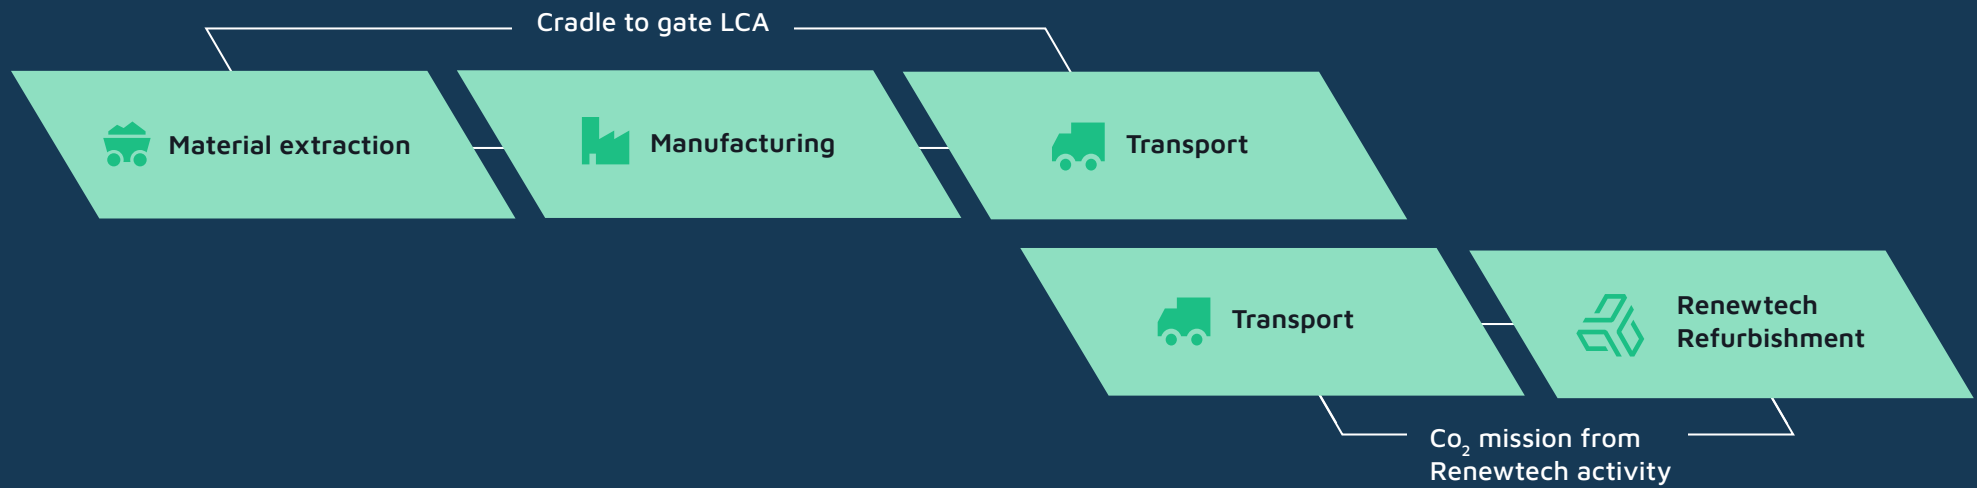 Cradle to gate LCA
Material extraction
Manufacturing
Transport
Transport
Renewtech
Refurbishment
Co₂ mission from
Renewtech activity